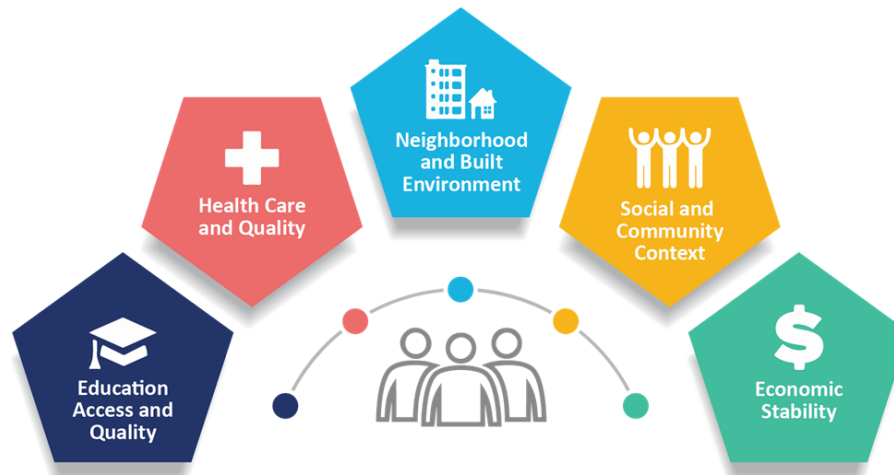 Neighborhood
and Built
Environment
Health Care
and Quality
Social and
Community
Context
Education
Access and
Quality
$
Economic
Stability